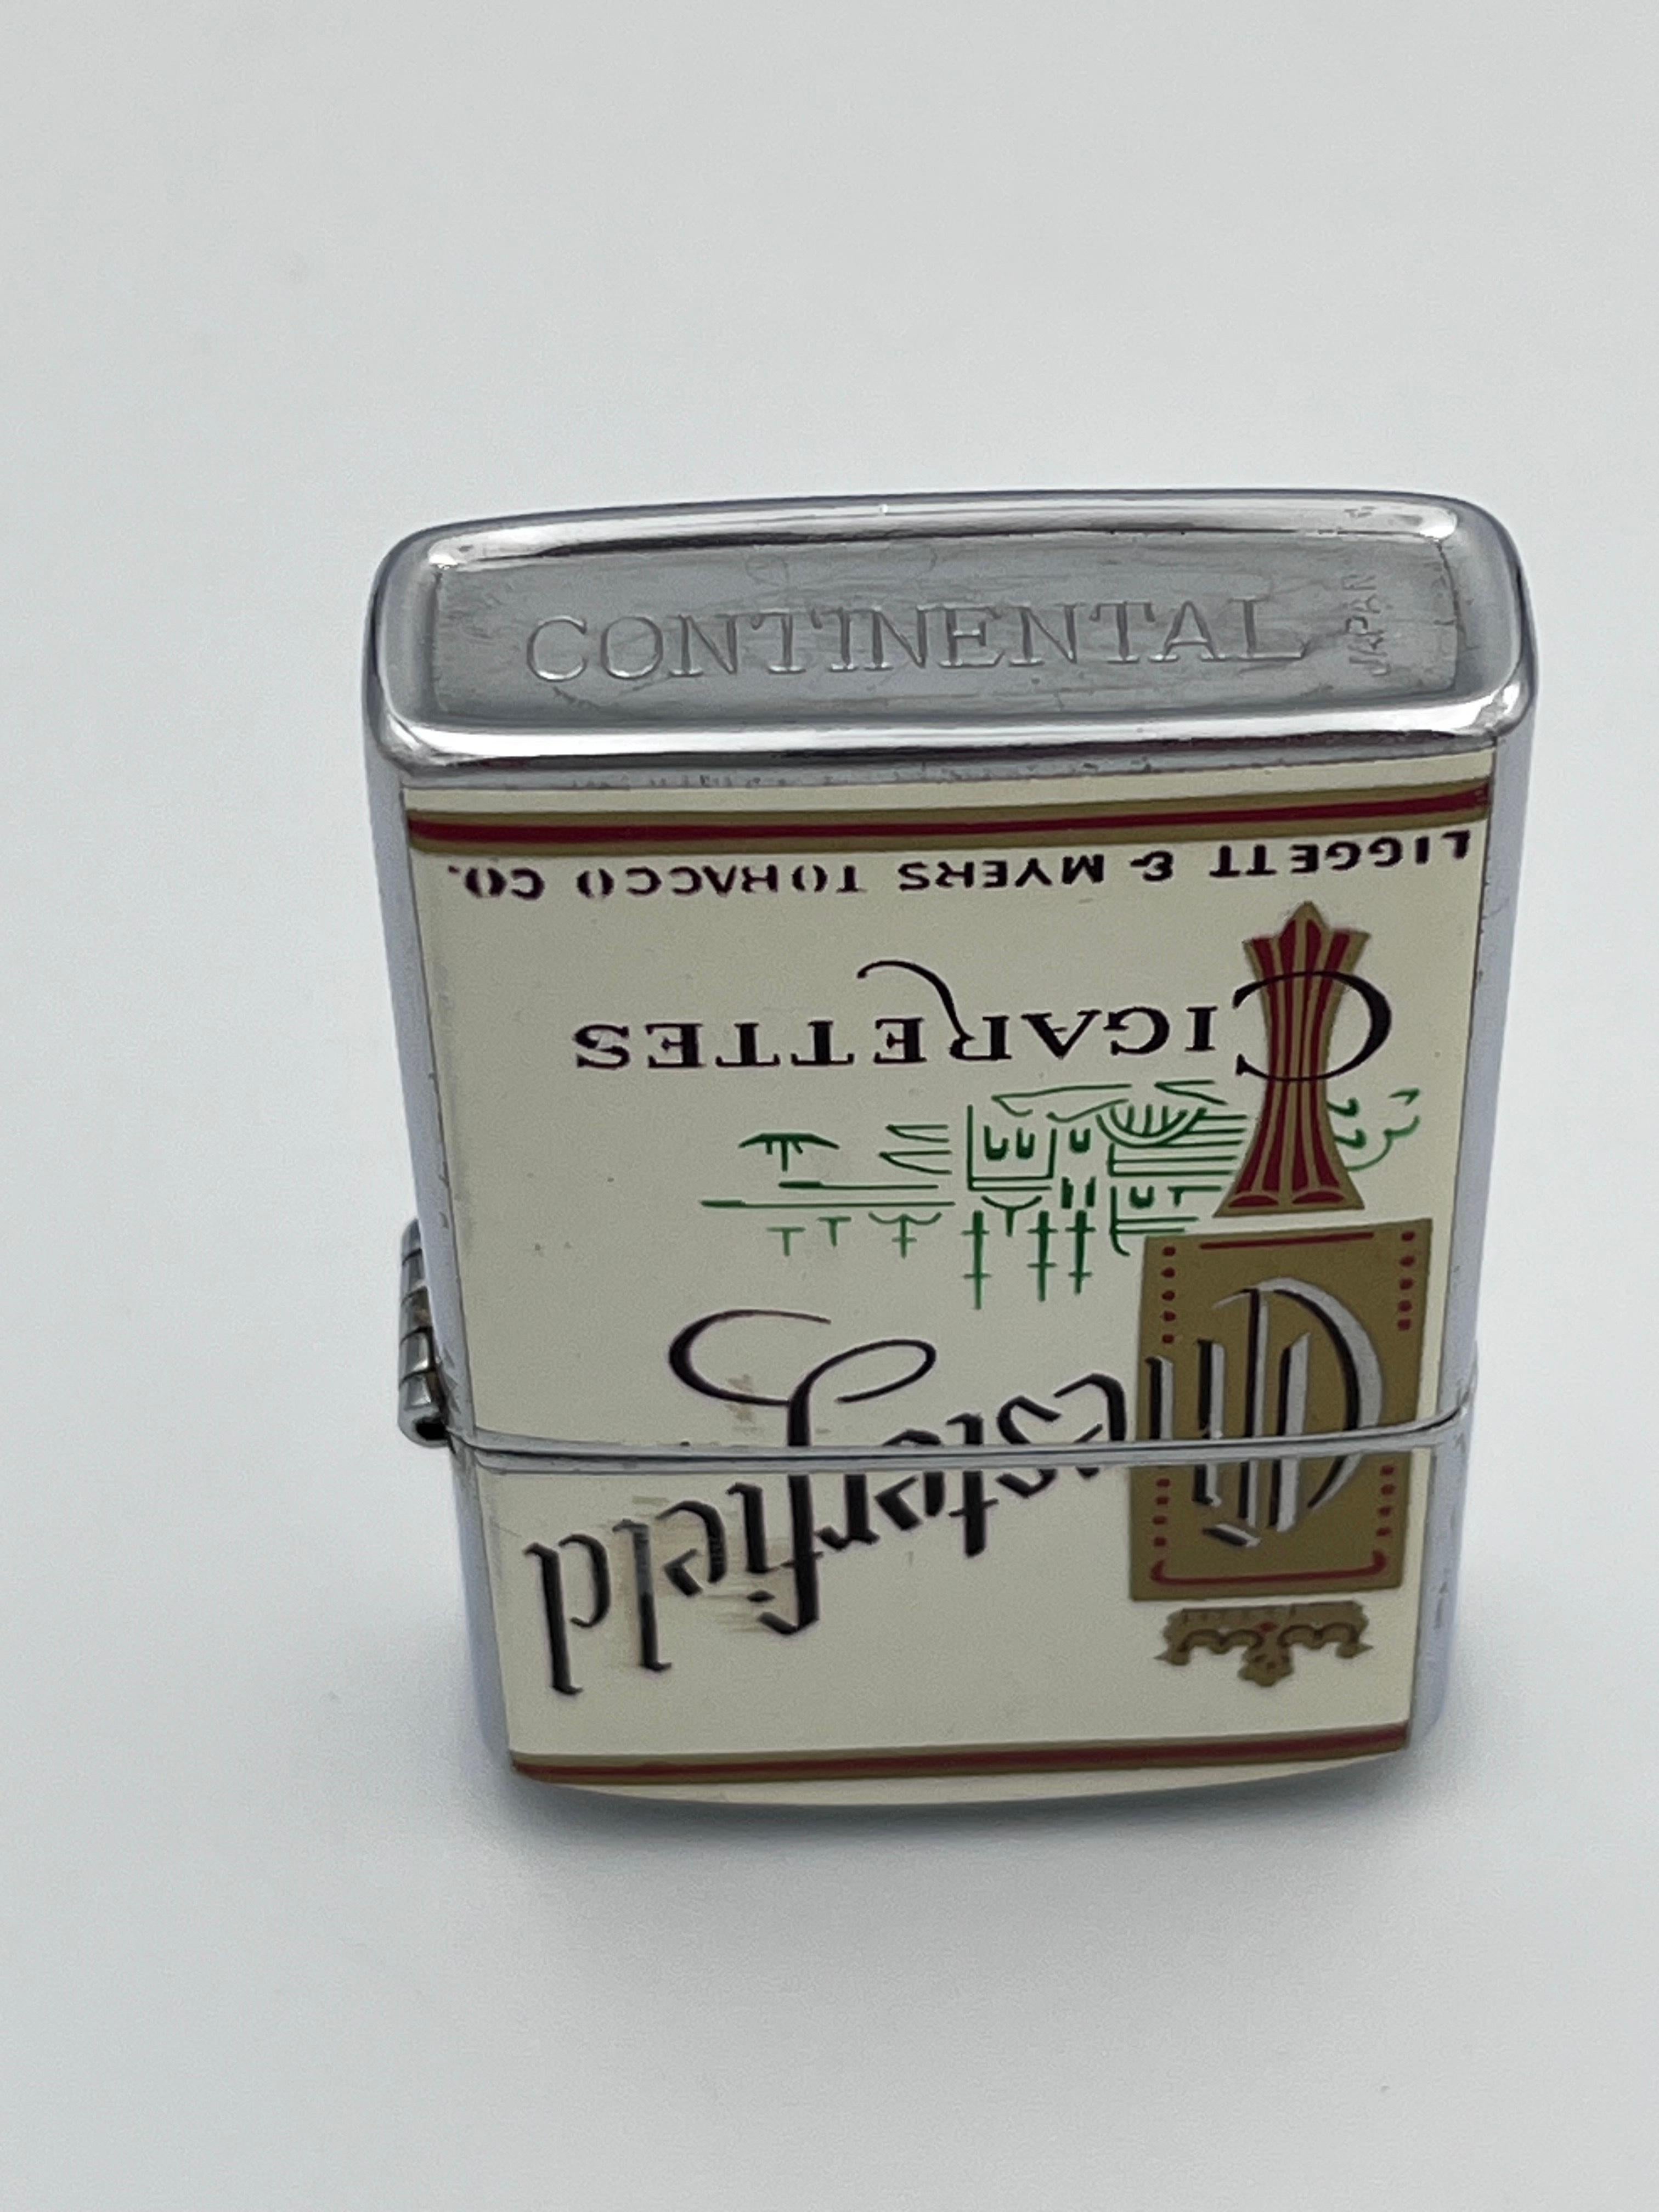 CONTINENTAL
JAPAN
Chesterfield
CIGARETTES
LIGGETT & MYERS TOBACCO CO.